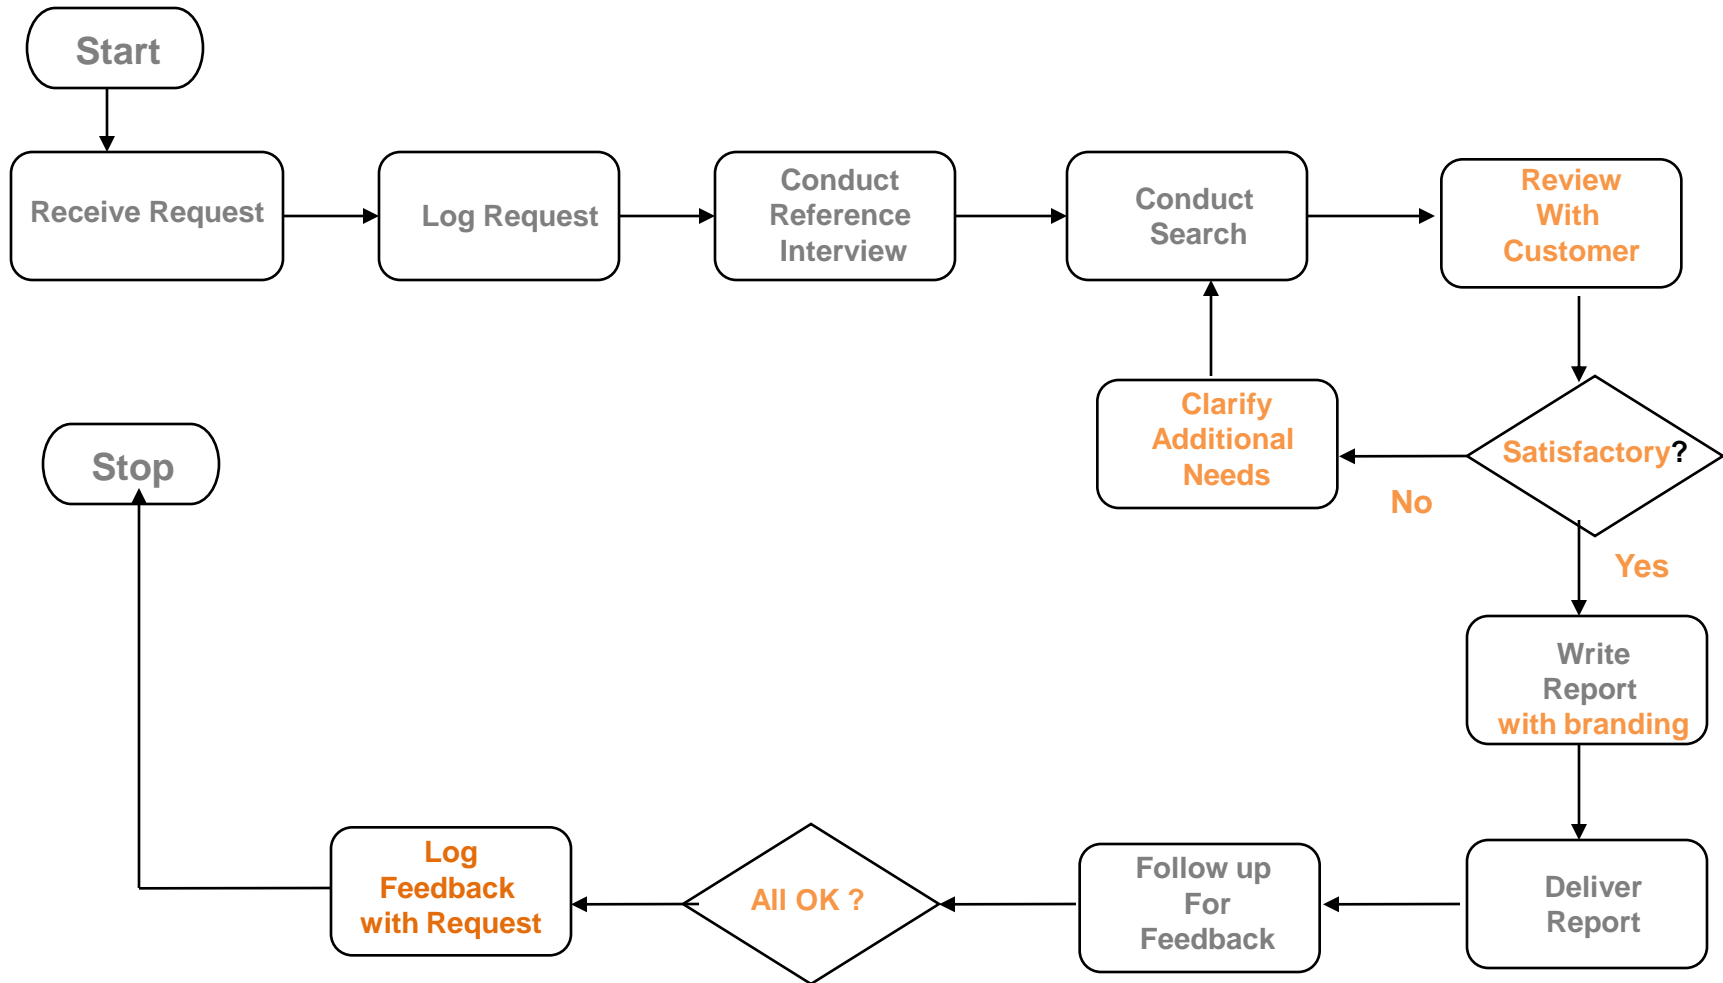 Start
Receive Request
Log Request
Conduct
Reference
Interview
Conduct
Search
Review
With
Customer
Satisfactory?
No
Clarify
Additional
Needs
Yes
Write
Report
with branding
Deliver
Report
Follow up
For
Feedback
All OK ?
Log
Feedback
with Request
Stop